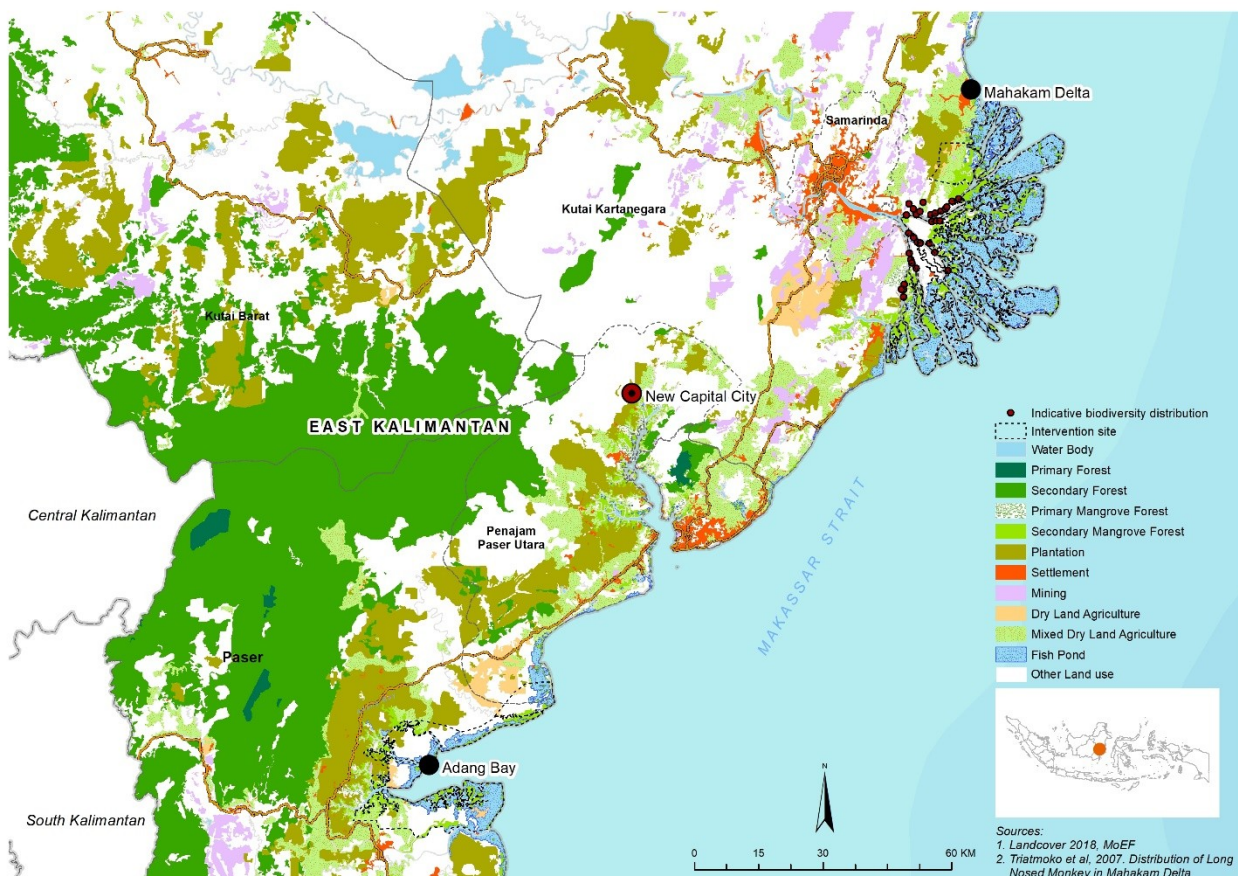 Mahakam Delta
Samarinda
Kutai Kartanegara
Kutai Barat
New Capital City
EAST KALIMANTAN
Central Kalimantan
Penajam
Paser Utara
MAKASSAR STRAIT
Paser
Adang Bay
South Kalimantan
Indicative biodiversity distribution
Intervention site
Water Body
Primary Forest
Secondary Forest
Primary Mangrove Forest
Secondary Mangrove Forest
Plantation
Settlement
Mining
Dry Land Agriculture
Mixed Dry Land Agriculture
Fish Pond
Other Land use
N
0 15 30 60 KM
Sources:
1. Landcover 2018, MoEF
2. Triatmoko et al, 2007. Distribution of Long
Nosed Monkey in Mahakam Delta